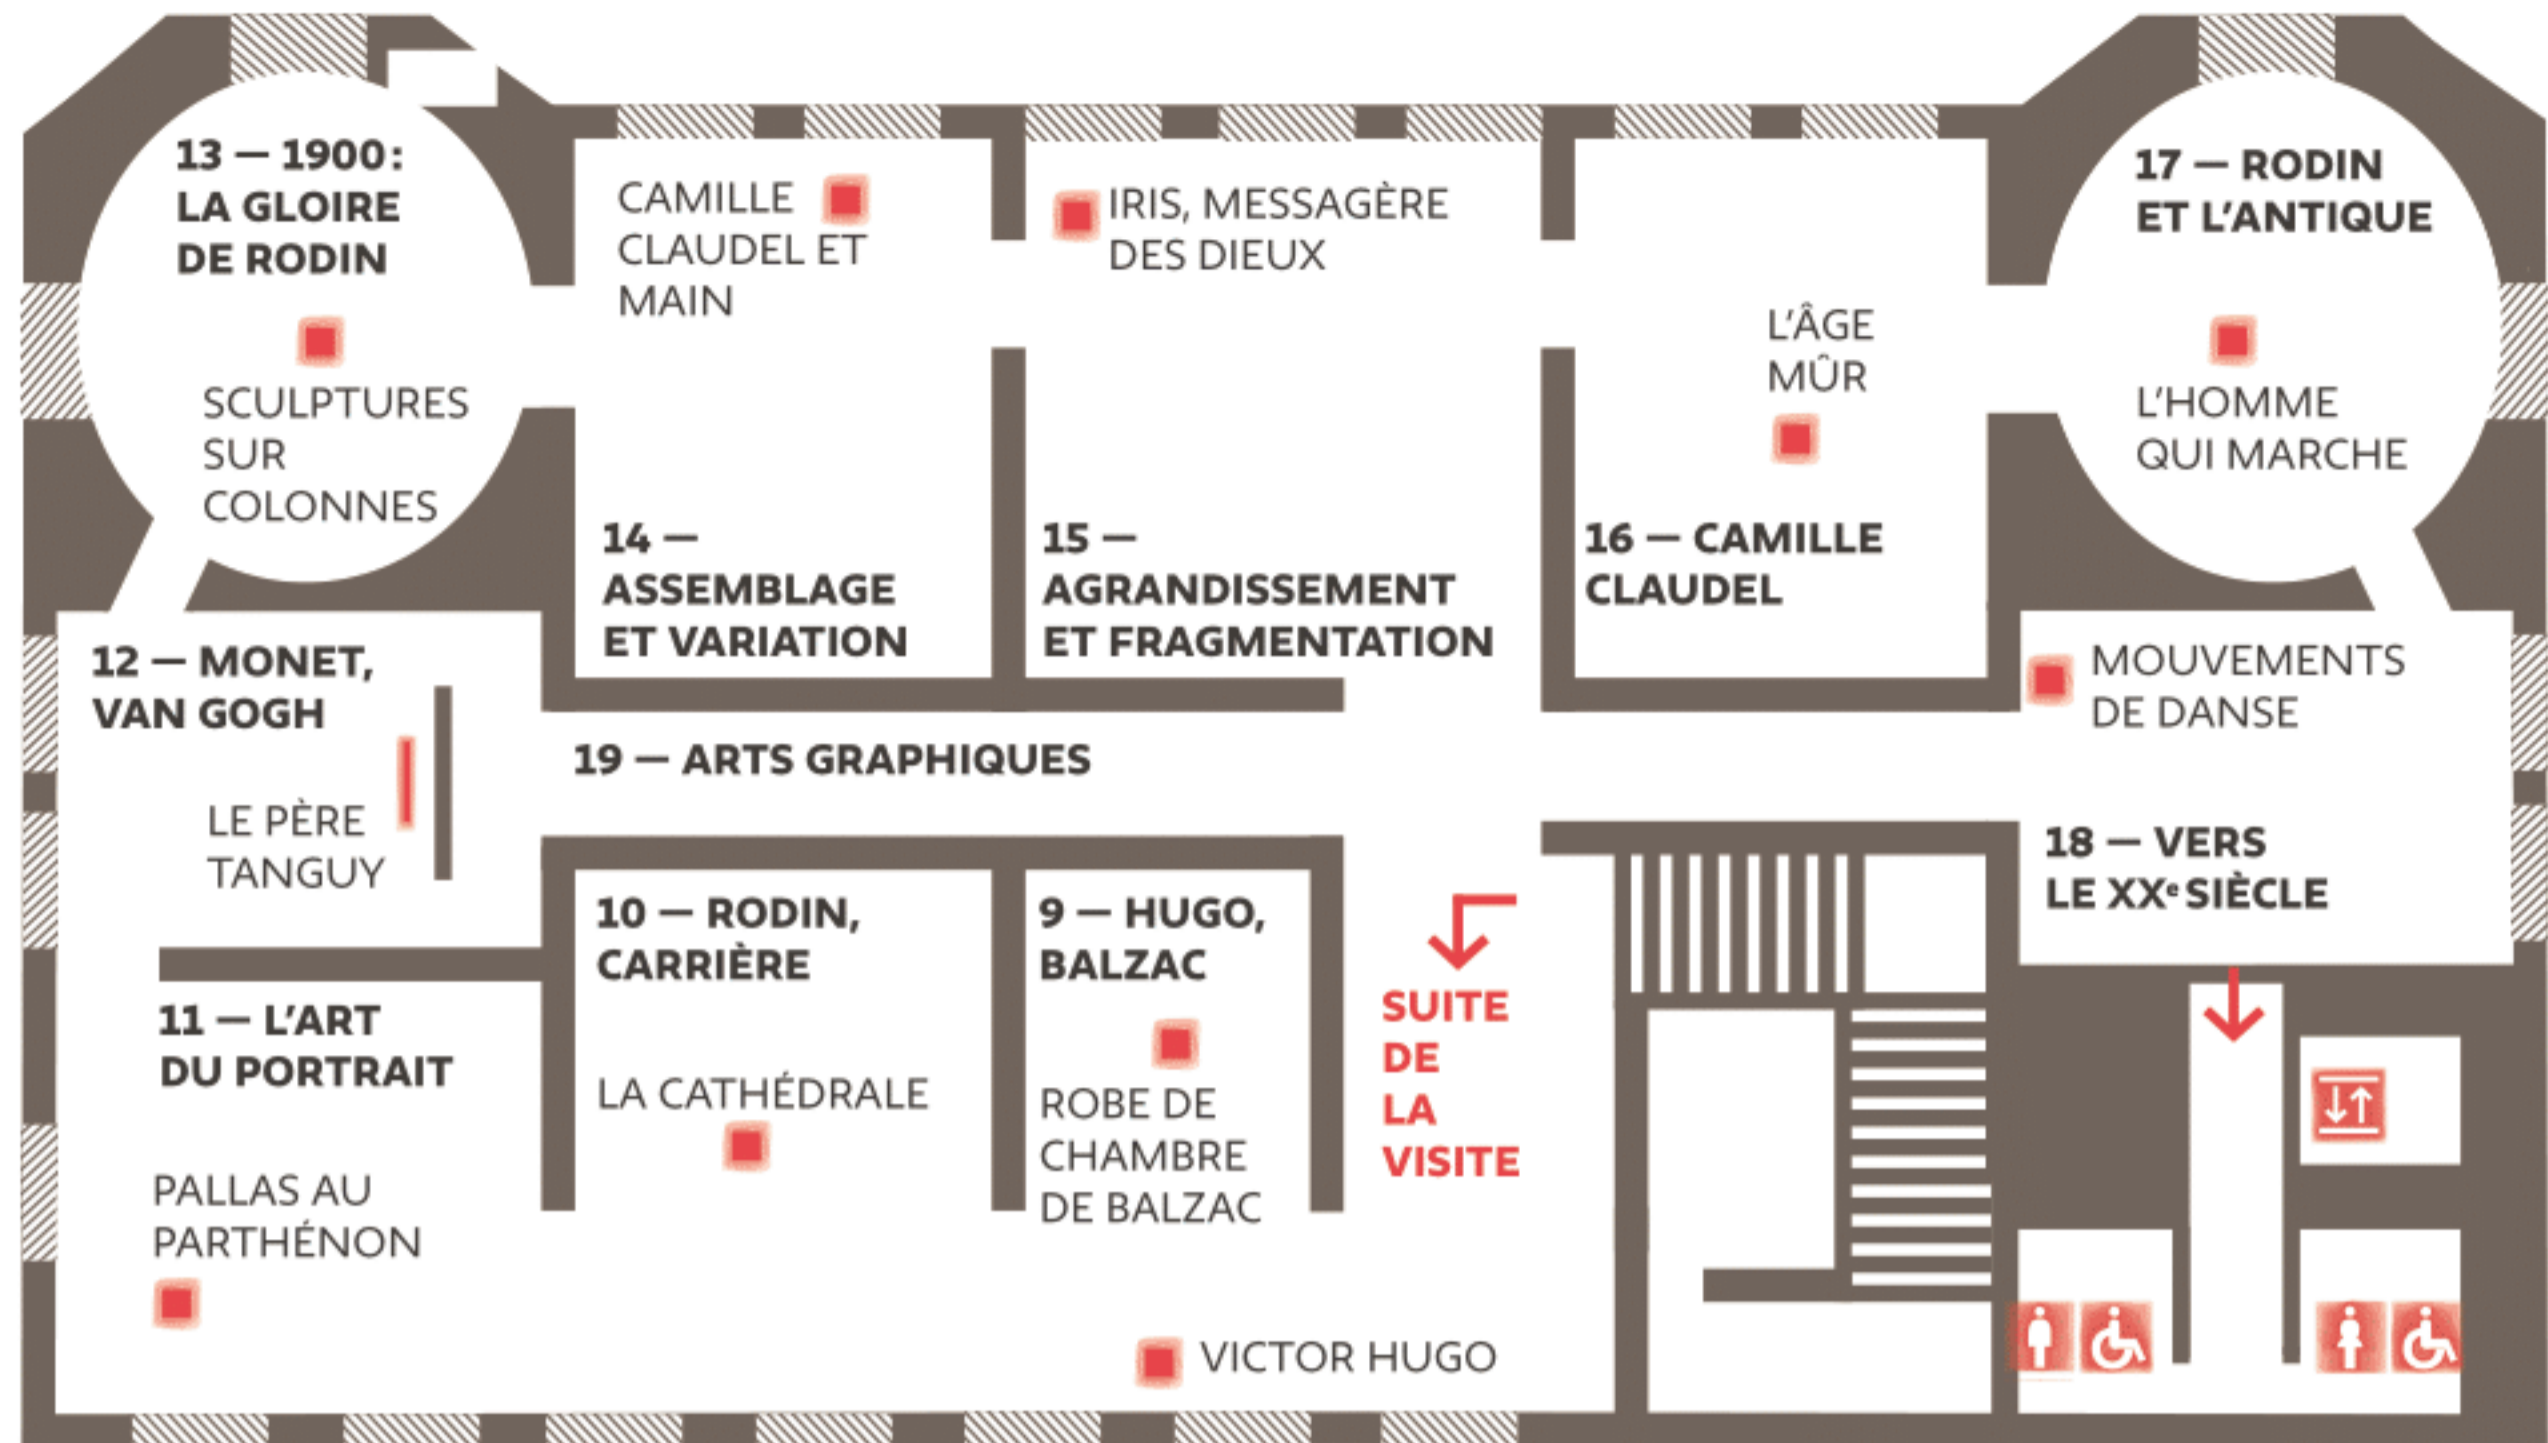 13 — 1900 :
LA GLOIRE
DE RODIN
SCULPTURES
SUR
COLONNES
CAMILLE
CLAUDEL ET
MAIN
14 —
ASSEMBLAGE
ET VARIATION
IRIS, MESSAGÈRE
DES DIEUX
15 —
AGRANDISSEMENT
ET FRAGMENTATION
L'ÂGE
MÛR
16 — CAMILLE
CLAUDEL
17 — RODIN
ET L'ANTIQUE
L'HOMME
QUI MARCHE
12 — MONET,
VAN GOGH
LE PÈRE
TANGUY
19 — ARTS GRAPHIQUES
MOUVEMENTS
DE DANSE
18 — VERS
LE XXᵉ SIÈCLE
11 — L'ART
DU PORTRAIT
PALLAS AU
PARTHÉNON
10 — RODIN,
CARRIÈRE
LA CATHÉDRALE
9 — HUGO,
BALZAC
ROBE DE
CHAMBRE
DE BALZAC
SUITE
DE
LA
VISITE
VICTOR HUGO